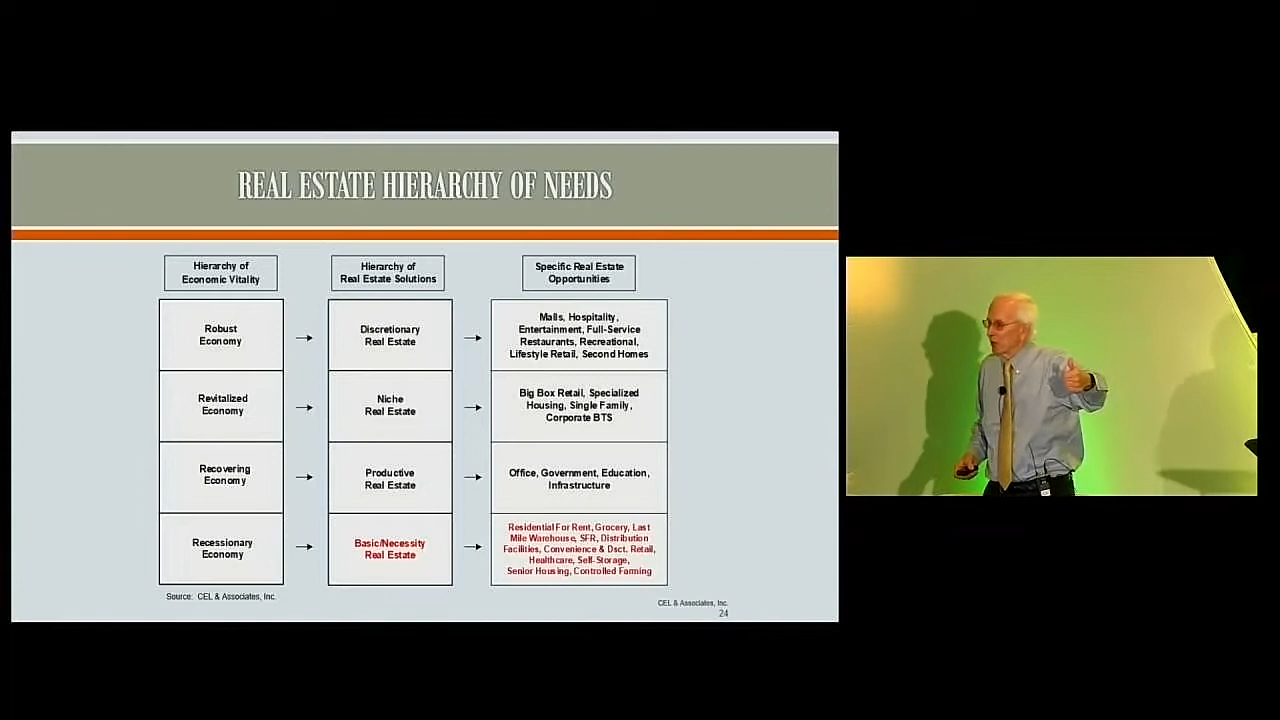 REAL ESTATE HIERARCHY OF NEEDS
Hierarchy of
Economic Vitality
Hierarchy of
Real Estate Solutions
Specific Real Estate
Opportunities
Robust
Economy
Discretionary
Real Estate
Malls, Hospitality,
Entertainment, Full-Service
Restaurants, Recreational,
Lifestyle Retail, Second Homes
Revitalized
Economy
Niche
Real Estate
Big Box Retail, Specialized
Housing, Single Family,
Corporate BTS
Recovering
Economy
Productive
Real Estate
Office, Government, Education,
Infrastructure
Recessionary
Economy
Basic/Necessity
Real Estate
Residential For Rent, Grocery, Last
Mile Warehouse, SFR, Distribution
Facilities, Convenience & Dsct. Retail,
Healthcare, Self-Storage,
Senior Housing, Controlled Farming
Source: CEL & Associates, Inc.
CEL & Associates, Inc.
24
24